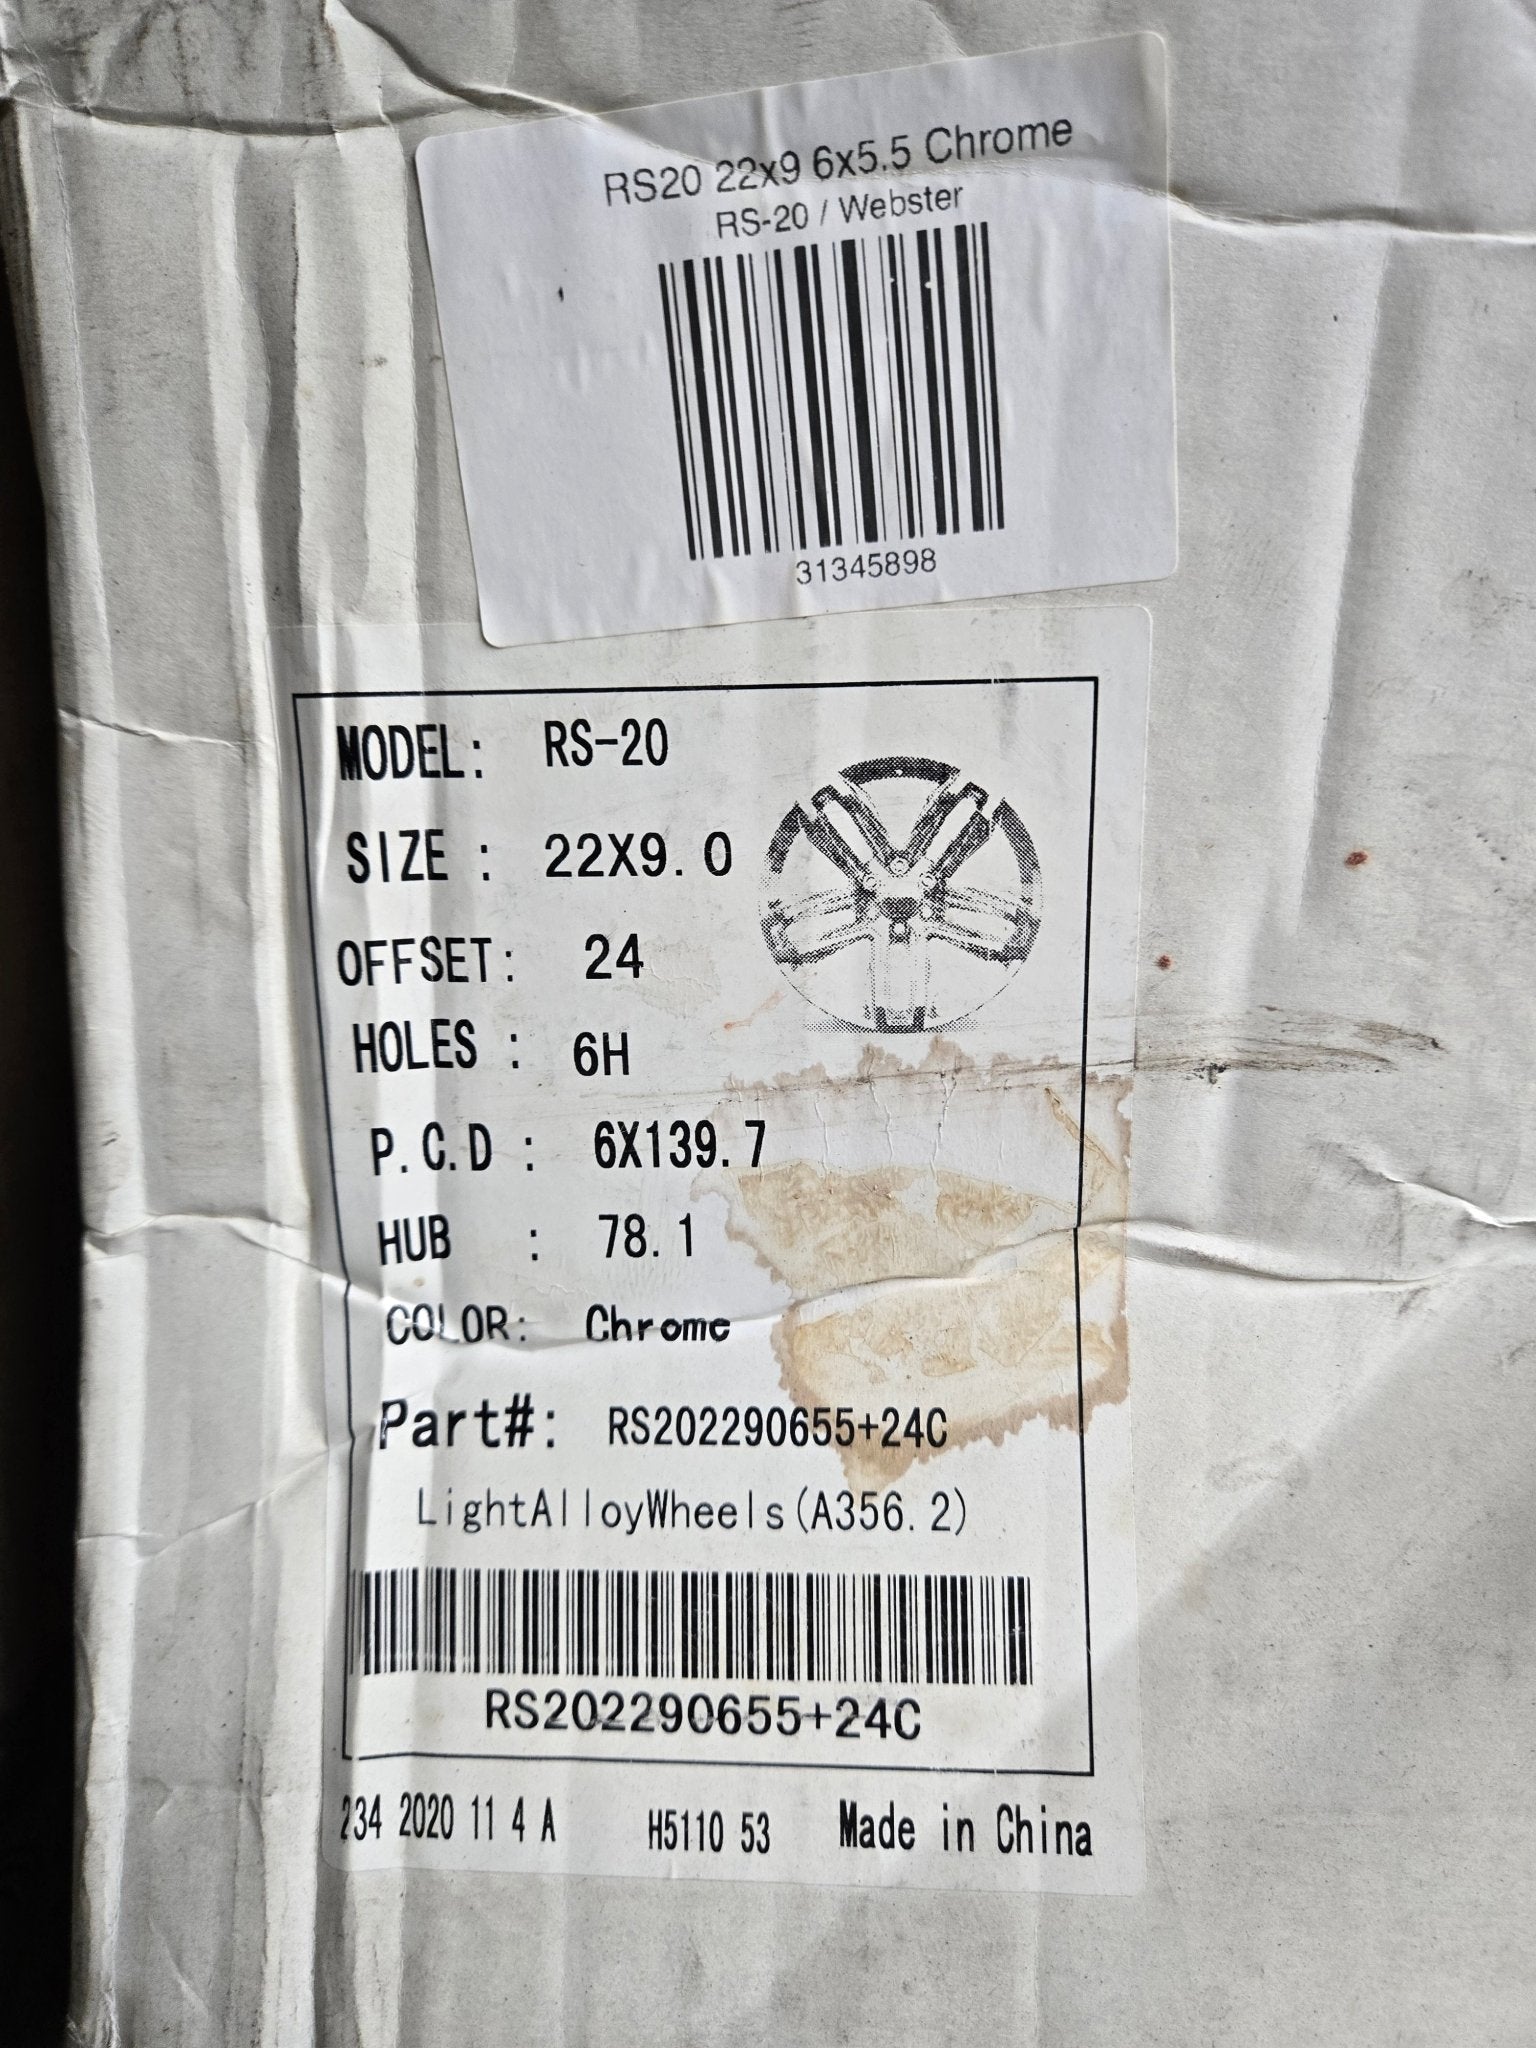 RS20 22x9 6x5.5 Chrome
RS-20 / Webster
31345898
MODEL: RS-20
SIZE : 22X9.0
OFFSET: 24
HOLES : 6H
P.C.D : 6X139.7
HUB : 78.1
COLOR: Chrome
Part#: RS202290655+24C
LightAlloyWheels(A356.2)
RS202290655+24C
234 2020 11 4 A H5110 53 Made in China